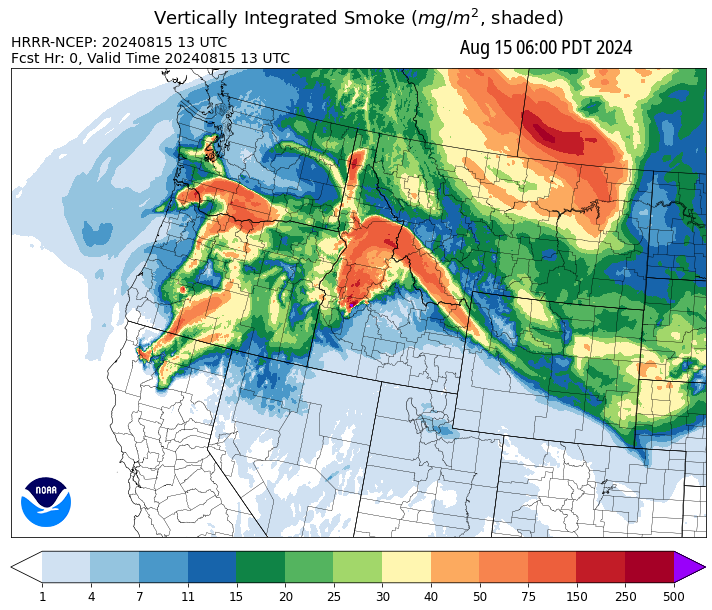 Vertically Integrated Smoke (mg/m², shaded)
HRRR-NCEP: 20240815 13 UTC
Fcst Hr: 0, Valid Time 20240815 13 UTC
Aug 15 06:00 PDT 2024
NOAA
1 4 7 11 15 20 25 30 40 50 75 150 250 500